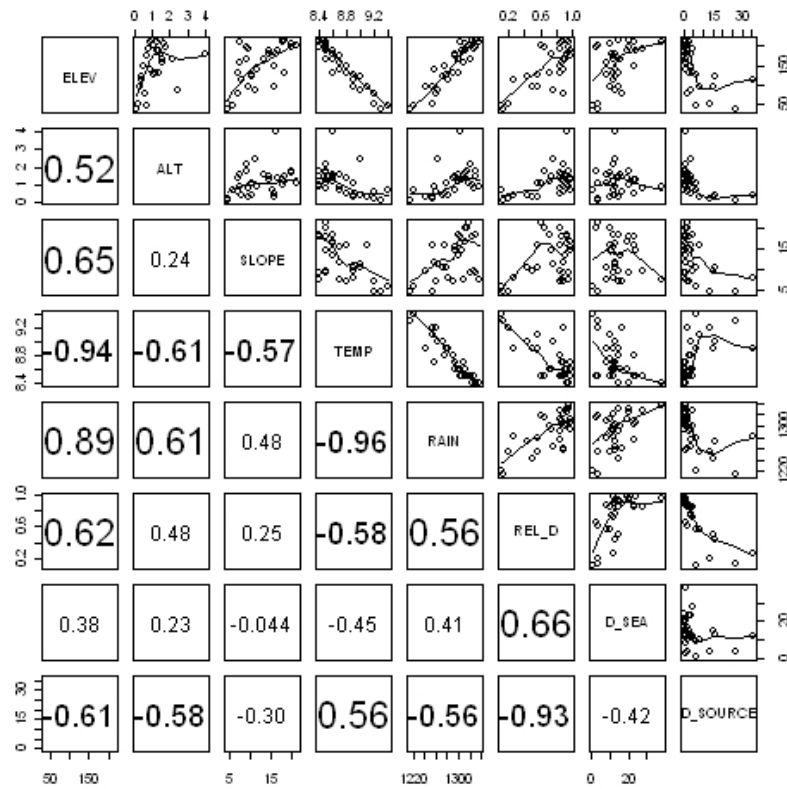 0 1 2 3 4 8.4 8.8 9.2 0.2 0.6 1.0 0 15 30
ELEV 50 150
0 1 2 3 4 0.52 ALT
0.65 0.24 SLOPE 5 15
8.4 8.8 9.2 -0.94 -0.61 -0.57 TEMP
0.89 0.61 0.48 -0.96 RAIN 1220 1300
0.2 0.6 1.0 0.62 0.48 0.25 -0.58 0.56 REL_D
0.38 0.23 -0.044 -0.45 0.41 0.66 D_SEA 0 20
0 15 30 -0.61 -0.58 -0.30 0.56 -0.56 -0.93 -0.42 D_SOURCE
50 150 5 15 1220 1300 0 20